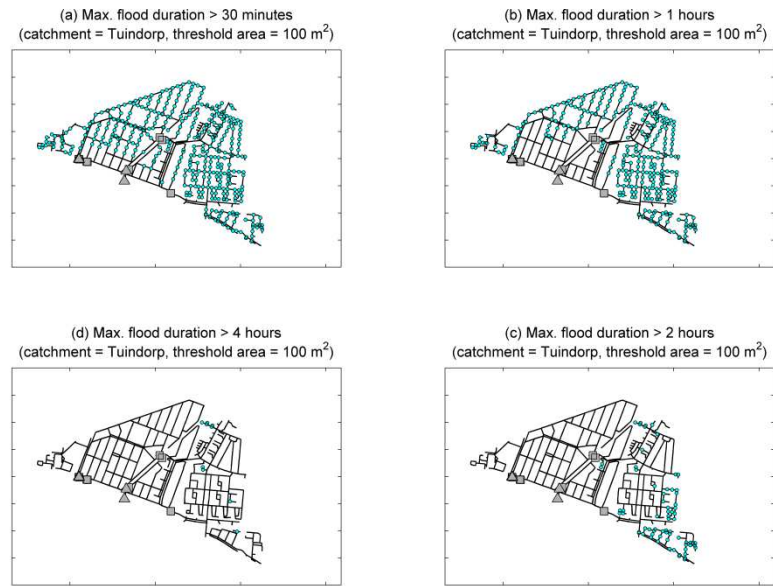 (a) Max. flood duration > 30 minutes
(catchment = Tuindorp, threshold area = 100 m²)
(b) Max. flood duration > 1 hours
(catchment = Tuindorp, threshold area = 100 m²)
(d) Max. flood duration > 4 hours
(catchment = Tuindorp, threshold area = 100 m²)
(c) Max. flood duration > 2 hours
(catchment = Tuindorp, threshold area = 100 m²)